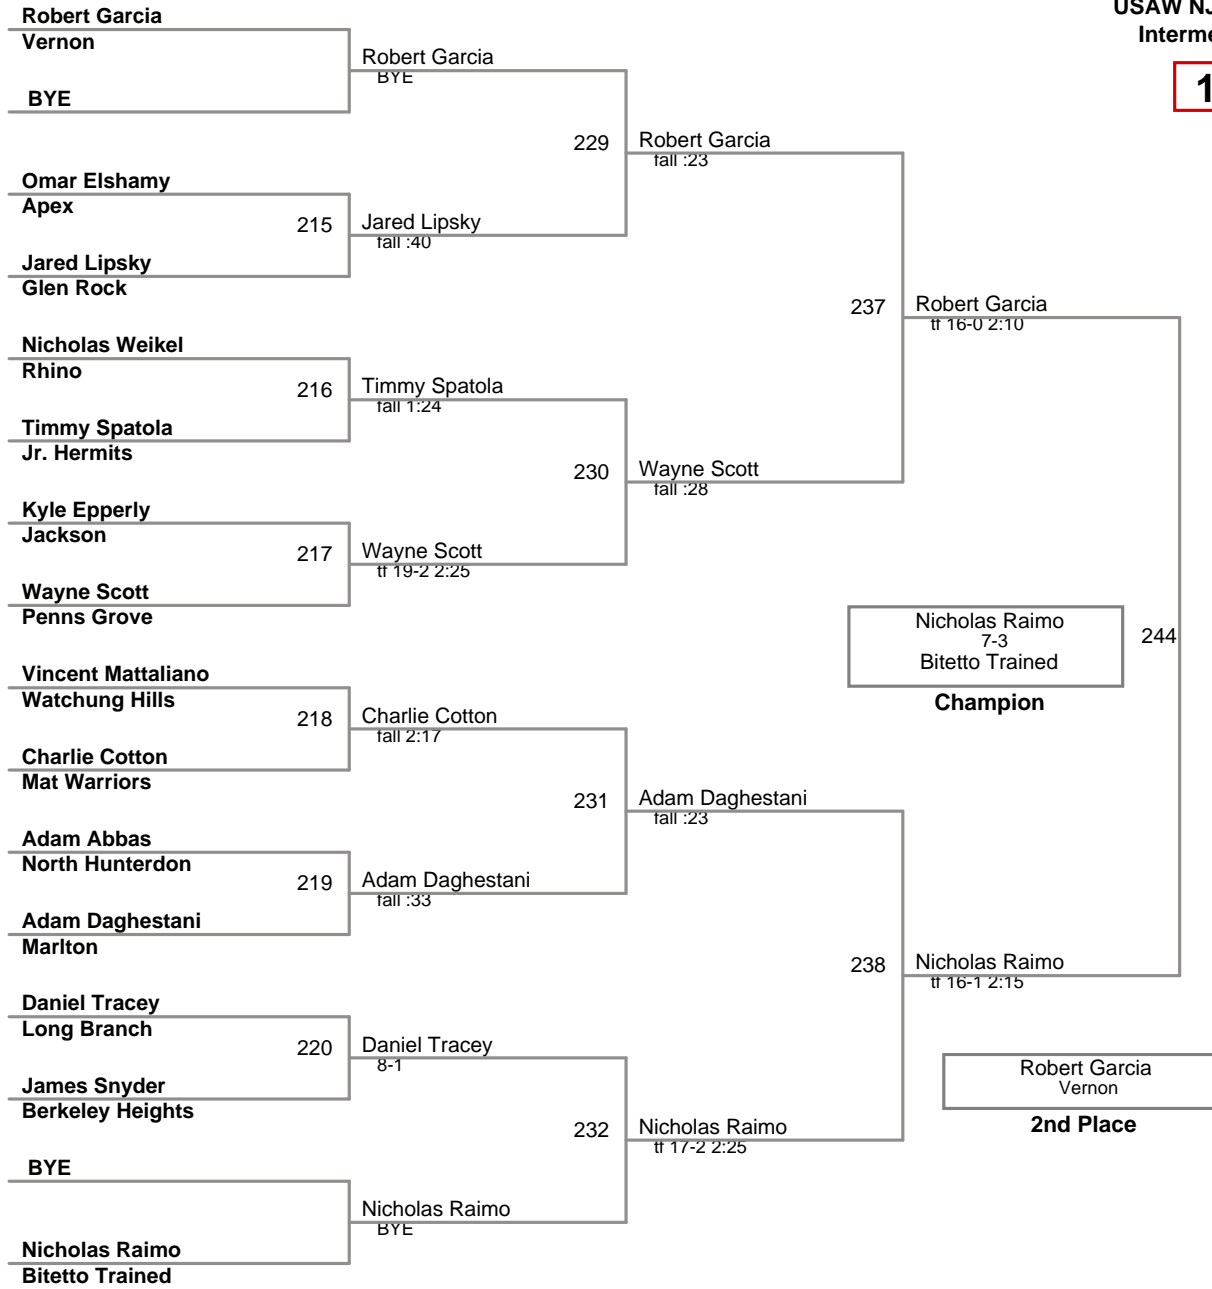 Robert Garcia
Vernon
BYE
Omar Elshamy
Apex
Jared Lipsky
Glen Rock
Nicholas Weikel
Rhino
Timmy Spatola
Jr. Hermits
Kyle Epperly
Jackson
Wayne Scott
Penns Grove
Vincent Mattaliano
Watchung Hills
Charlie Cotton
Mat Warriors
Adam Abbas
North Hunterdon
Adam Daghestani
Marlton
Daniel Tracey
Long Branch
James Snyder
Berkeley Heights
BYE
Nicholas Raimo
Bitetto Trained
Robert Garcia
BYE
215
Jared Lipsky
fall :40
216
Timmy Spatola
fall 1:24
217
Wayne Scott
tf 19-2 2:25
218
Charlie Cotton
fall 2:17
219
Adam Daghestani
fall :33
220
Daniel Tracey
8-1
Nicholas Raimo
BYE
229
Robert Garcia
fall :23
230
Wayne Scott
fall :28
231
Adam Daghestani
fall :23
232
Nicholas Raimo
tf 17-2 2:25
237
Robert Garcia
tf 16-0 2:10
238
Nicholas Raimo
tf 16-1 2:15
USAW NJ
Interme
1
244
Nicholas Raimo
7-3
Bitetto Trained
Champion
Robert Garcia
Vernon
2nd Place